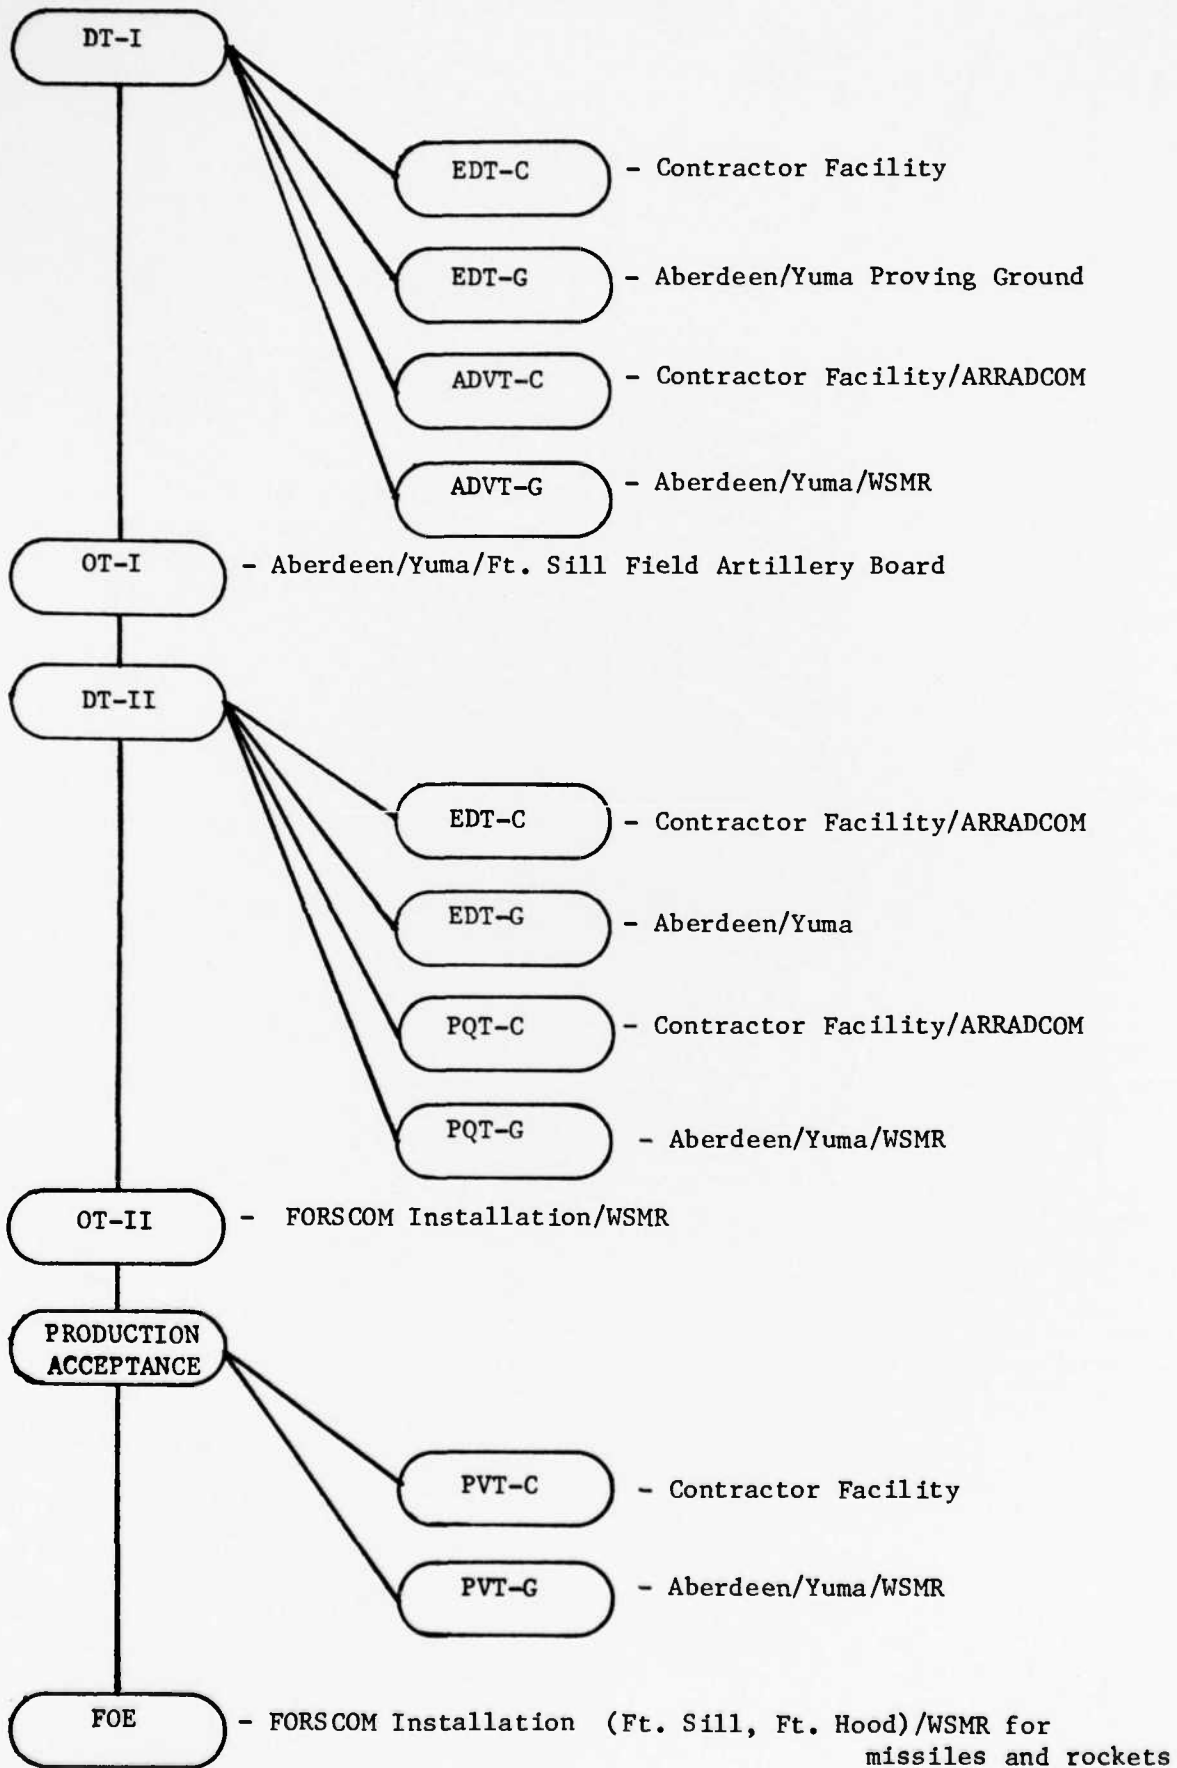 DT-I
EDT-C - Contractor Facility
EDT-G - Aberdeen/Yuma Proving Ground
ADVT-C - Contractor Facility/ARRADCOM
ADVT-G - Aberdeen/Yuma/WSMR
OT-I - Aberdeen/Yuma/Ft. Sill Field Artillery Board
DT-II
EDT-C - Contractor Facility/ARRADCOM
EDT-G - Aberdeen/Yuma
PQT-C - Contractor Facility/ARRADCOM
PQT-G - Aberdeen/Yuma/WSMR
OT-II - FORSCOM Installation/WSMR
PRODUCTION
ACCEPTANCE
PVT-C - Contractor Facility
PVT-G - Aberdeen/Yuma/WSMR
FOE - FORSCOM Installation (Ft. Sill, Ft. Hood)/WSMR for
missiles and rockets